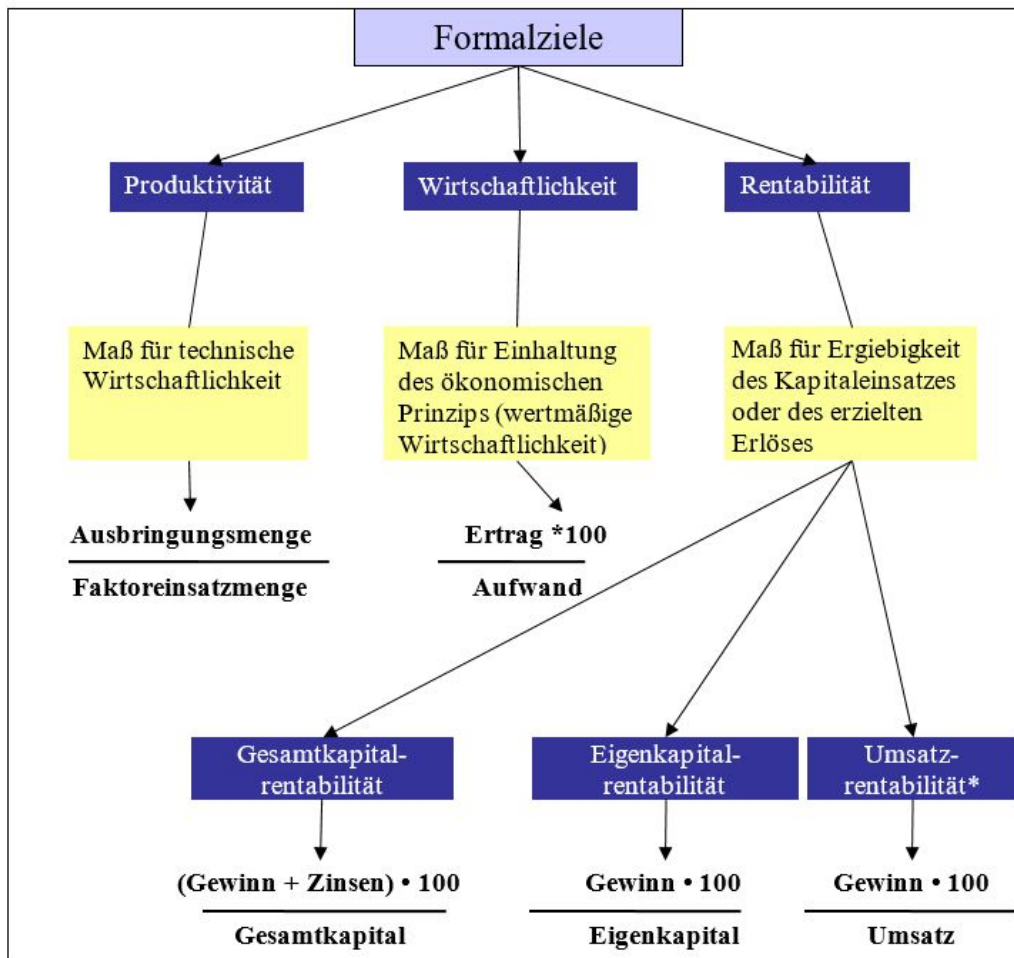 Formalziele
Produktivität
Wirtschaftlichkeit
Rentabilität
Maß für technische
Wirtschaftlichkeit
Maß für Einhaltung
des ökonomischen
Prinzips (wertmäßige
Wirtschaftlichkeit)
Maß für Ergiebigkeit
des Kapitaleinsatzes
oder des erzielten
Erlöses
Ausbringungsmenge
Faktoreinsatzmenge
Ertrag *100
Aufwand
Gesamtkapital-
rentabilität
Eigenkapital-
rentabilität
Umsatz-
rentabilität*
(Gewinn + Zinsen) • 100
Gesamtkapital
Gewinn • 100
Eigenkapital
Gewinn • 100
Umsatz